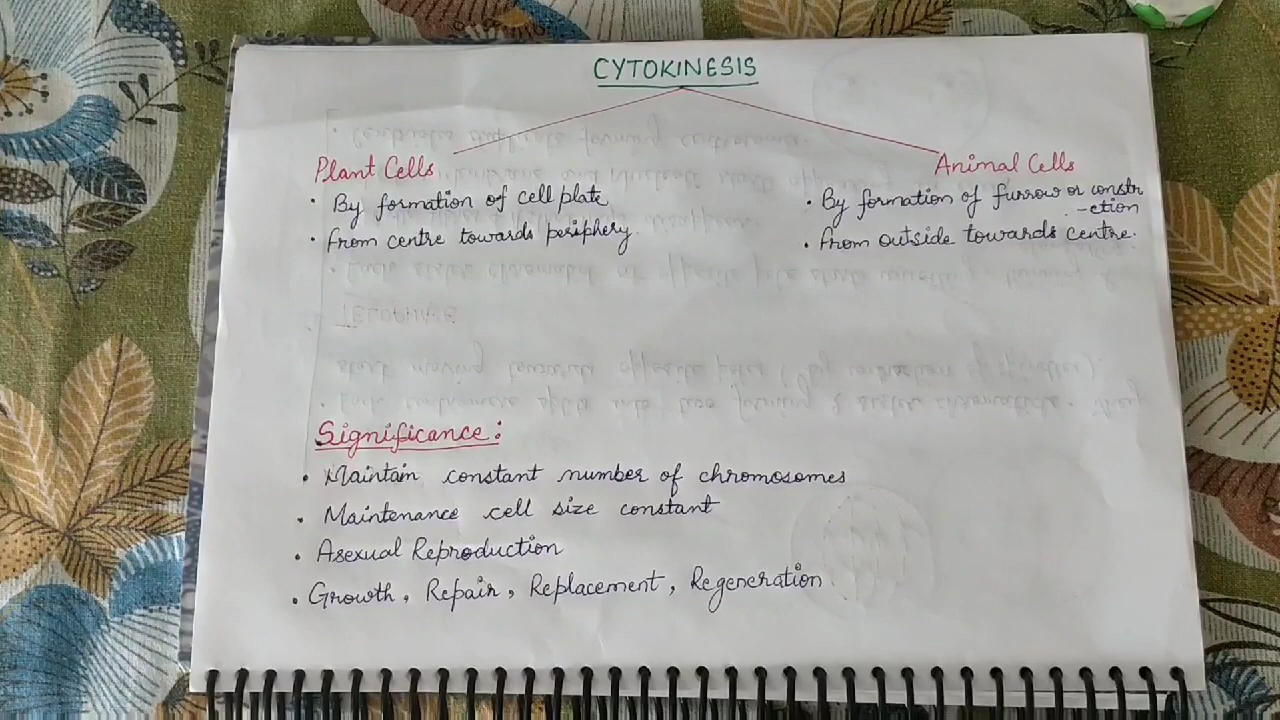 CYTOKINESIS
Plant Cells
• By formation of cell plate
• From centre towards periphery.
Animal Cells
• By formation of furrow or constr
-ction
• From outside towards centre.
Significance:
• Maintain constant number of chromosomes
• Maintenance cell size constant
• Asexual Reproduction
• Growth, Repair, Replacement, Regeneration.